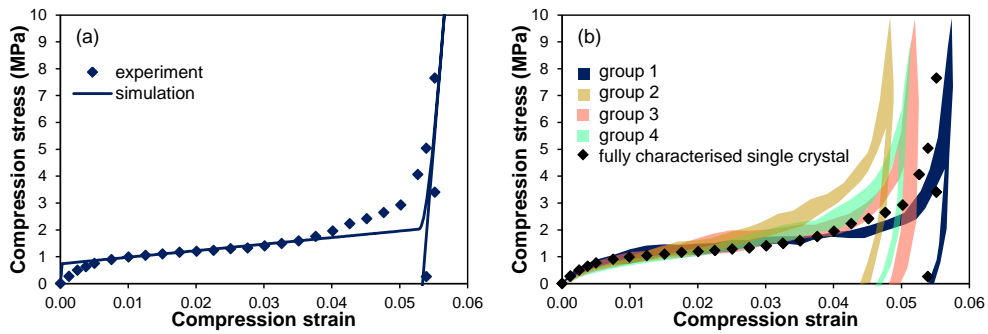 (a)
experiment
simulation
Compression stress (MPa)
10
9
8
7
6
5
4
3
2
1
0
0.00 0.01 0.02 0.03 0.04 0.05 0.06
Compression strain
(b)
group 1
group 2
group 3
group 4
fully characterised single crystal
Compression stress (MPa)
10
9
8
7
6
5
4
3
2
1
0
0.00 0.01 0.02 0.03 0.04 0.05 0.06
Compression strain